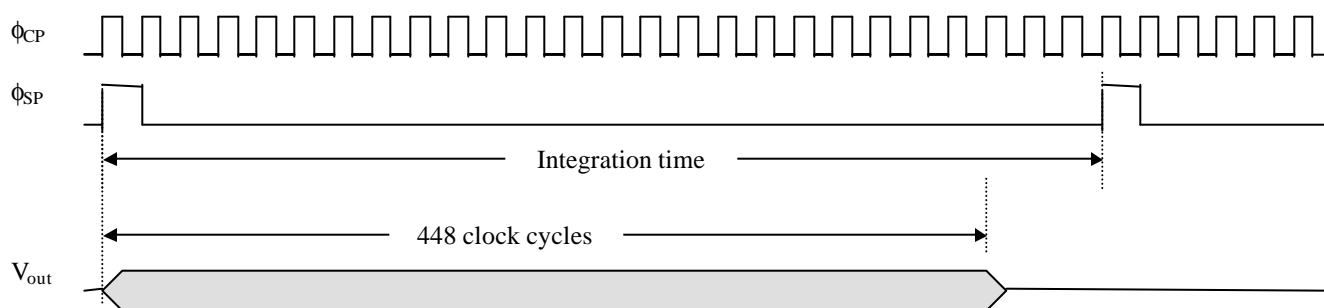 ϕCP
ϕSP
Integration time
448 clock cycles
Vout